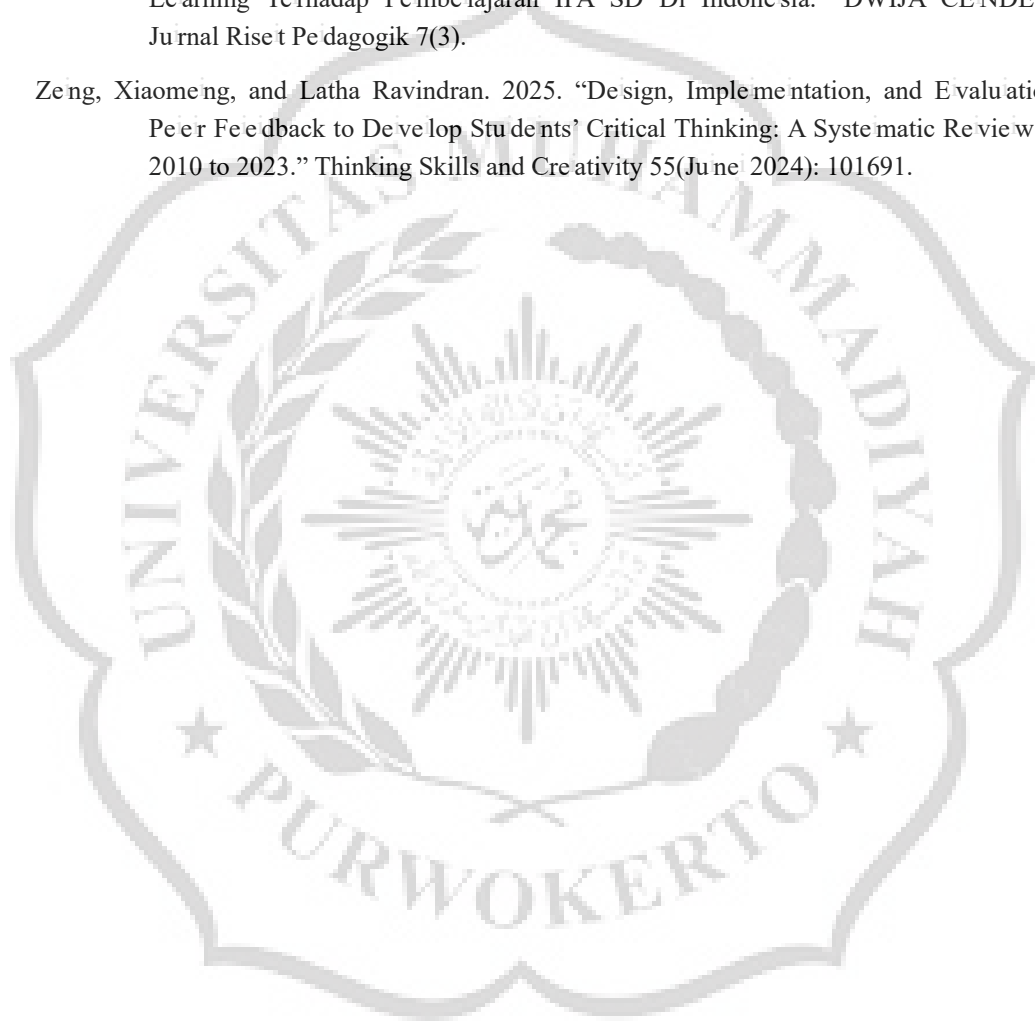 Learning Terhadap Pembelajaran IPA SD Di Indonesia." DWIJA CENDE
Jurnal Riset Pedagogik 7(3).
Zeng, Xiaomeng, and Latha Ravindran. 2025. “Design, Implementation, and Evaluati
Peer Feedback to Develop Students’ Critical Thinking: A Systematic Review
2010 to 2023.” Thinking Skills and Creativity 55(June 2024): 101691.
UNIVERSITAS MUHAMMADIYAH
PURWOKERTO